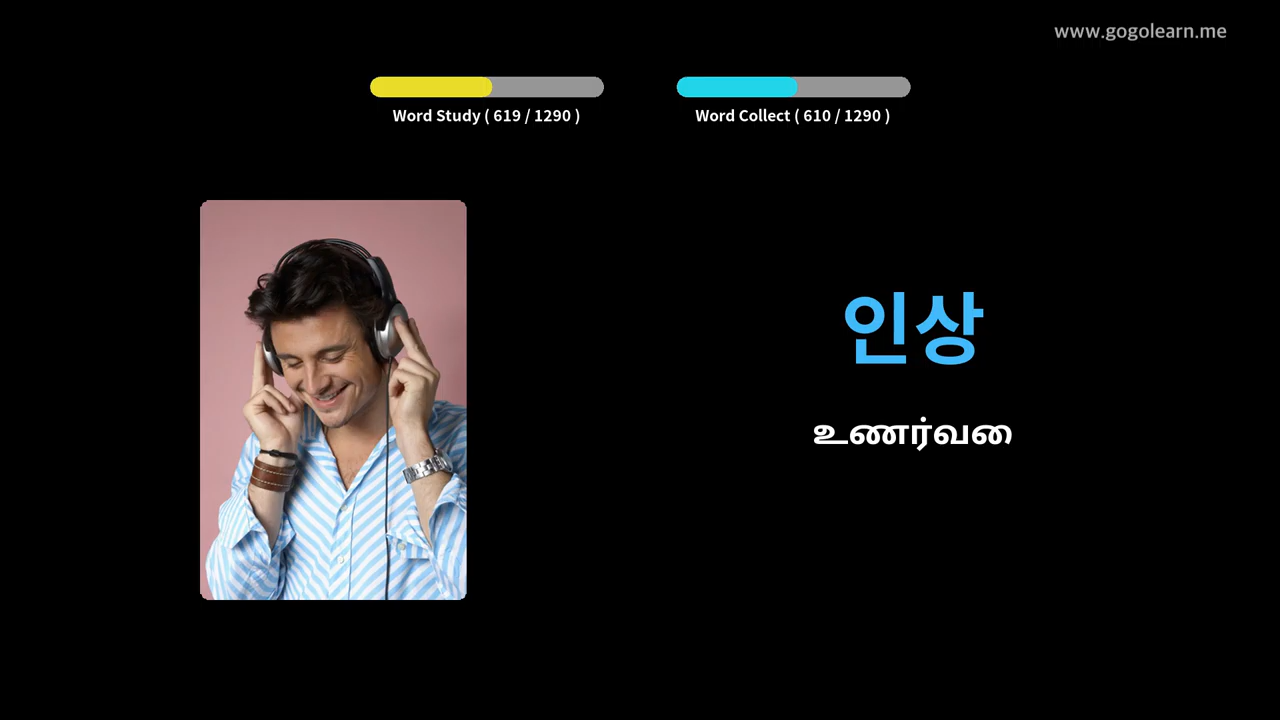 www.gogolearn.me
Word Study ( 619 / 1290 )
Word Collect ( 610 / 1290 )
인상
உணர்வை